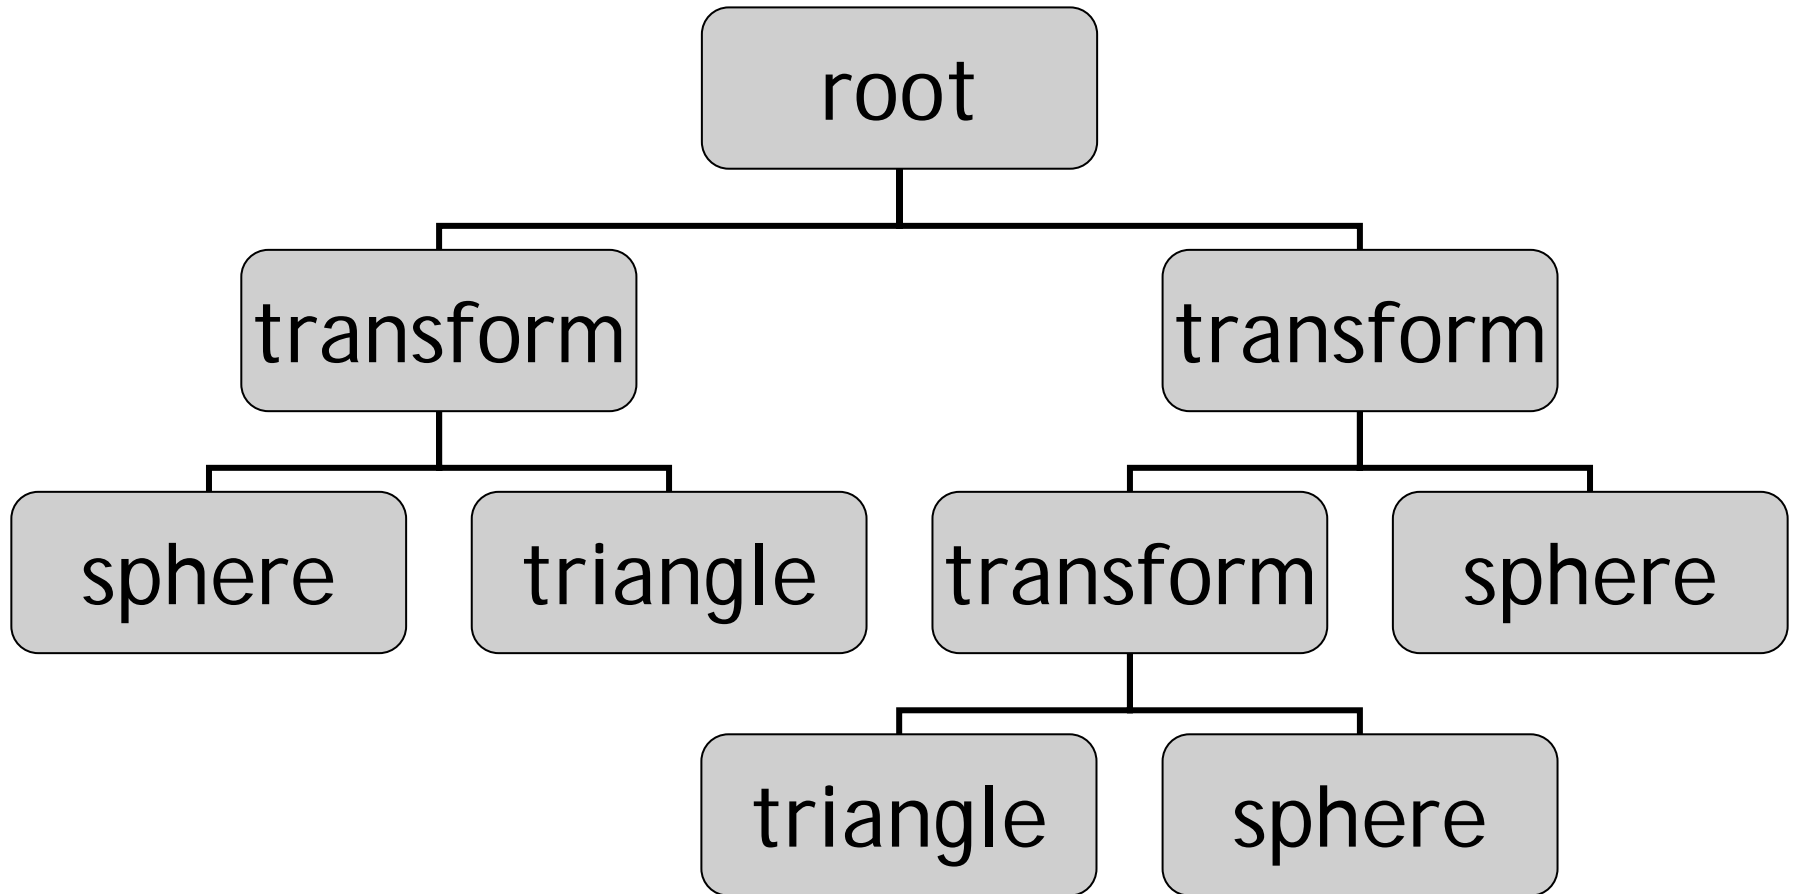 root
transform
transform
sphere
triangle
transform
sphere
triangle
sphere